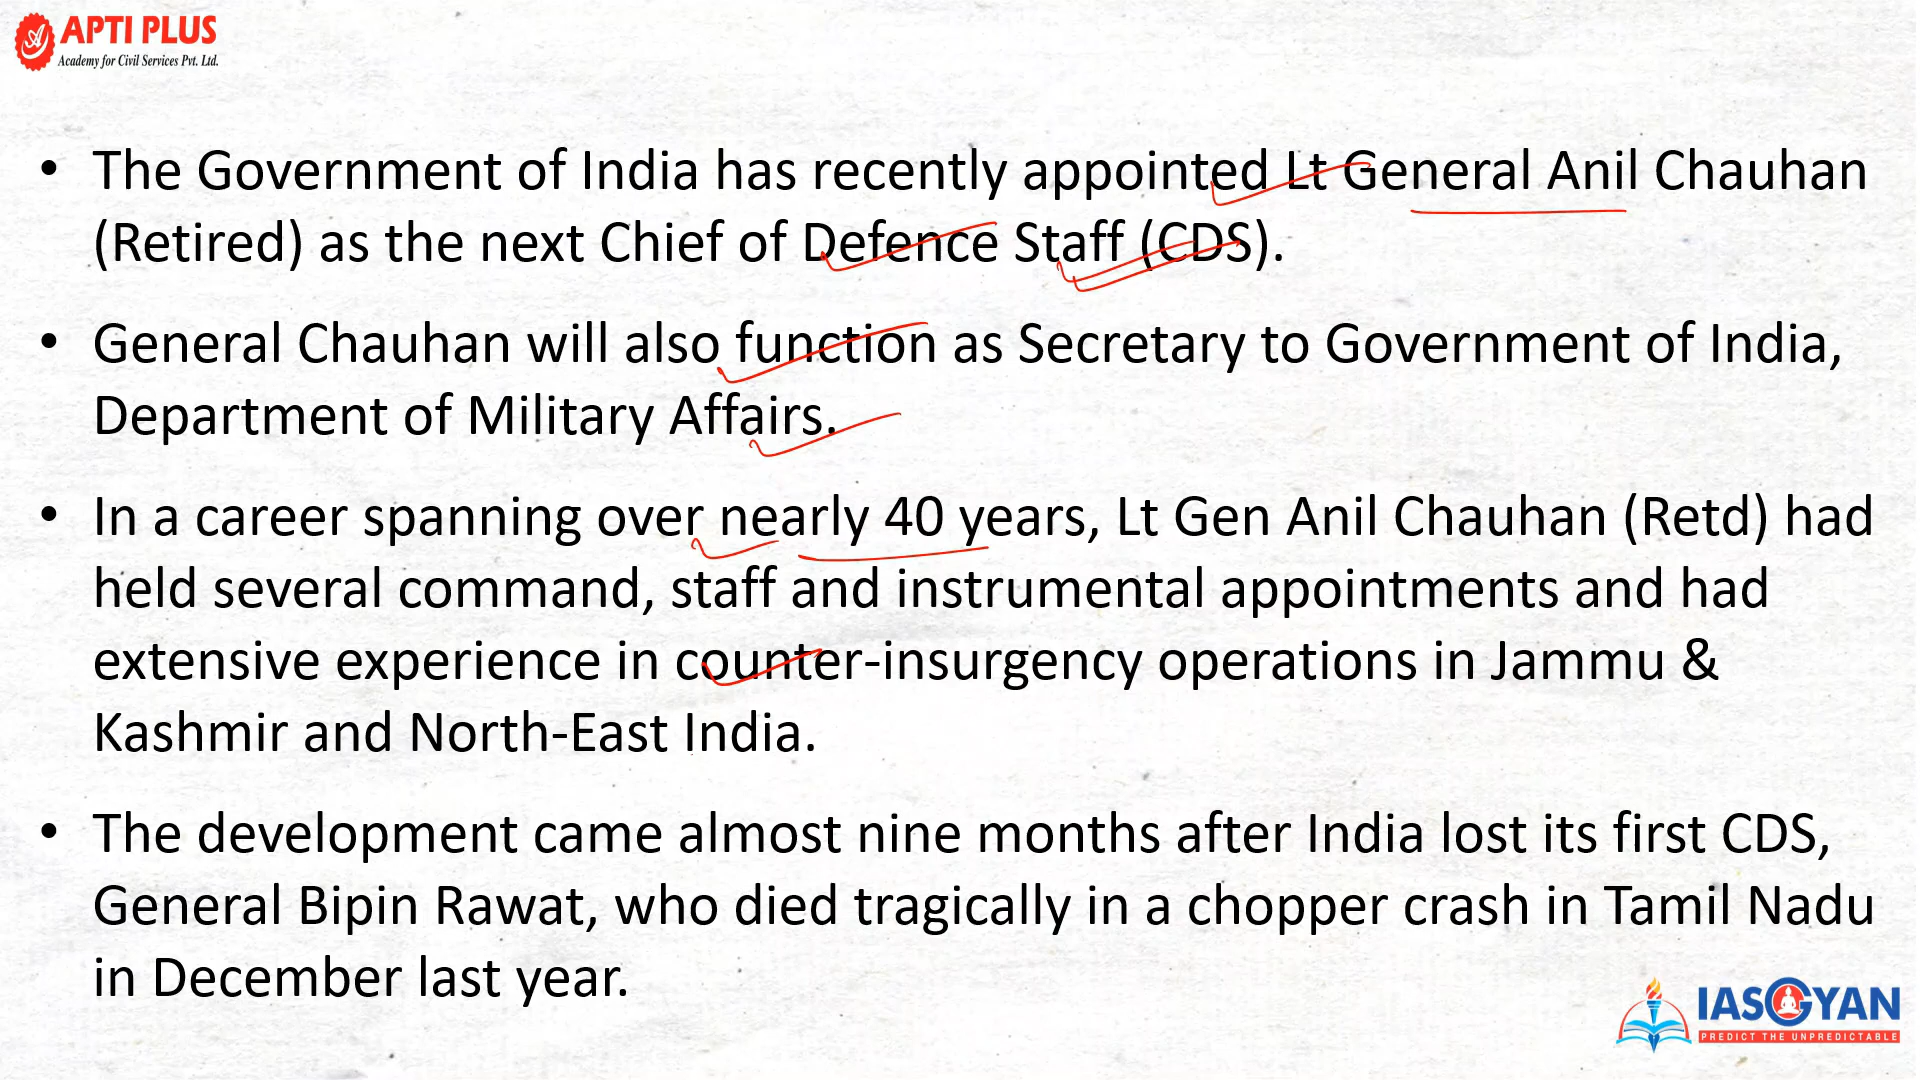 APTI PLUS
Academy for Civil Services Pvt. Ltd.
• The Government of India has recently appointed Lt General Anil Chauhan
(Retired) as the next Chief of Defence Staff (CDS).
• General Chauhan will also function as Secretary to Government of India,
Department of Military Affairs.
• In a career spanning over nearly 40 years, Lt Gen Anil Chauhan (Retd) had
held several command, staff and instrumental appointments and had
extensive experience in counter-insurgency operations in Jammu &
Kashmir and North-East India.
• The development came almost nine months after India lost its first CDS,
General Bipin Rawat, who died tragically in a chopper crash in Tamil Nadu
in December last year.
IASGYAN
PREDICT THE UNPREDICTABLE